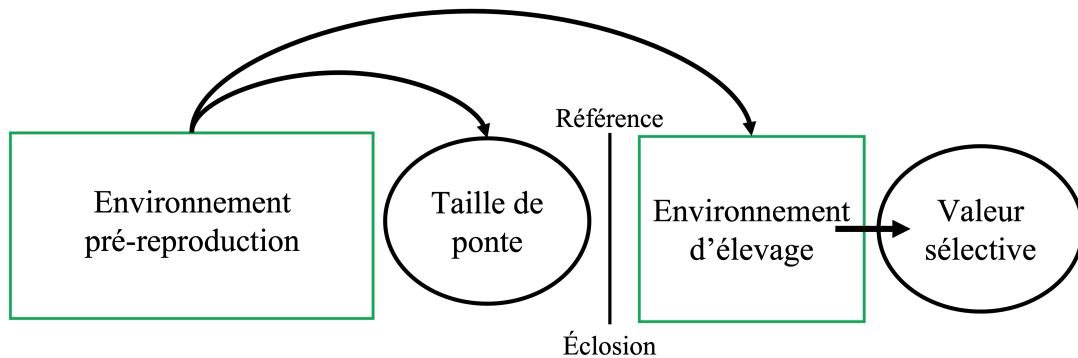 Environnement
pré-reproduction
Taille de
ponte
Référence
Éclosion
Environnement
d’élevage
Valeur
sélective